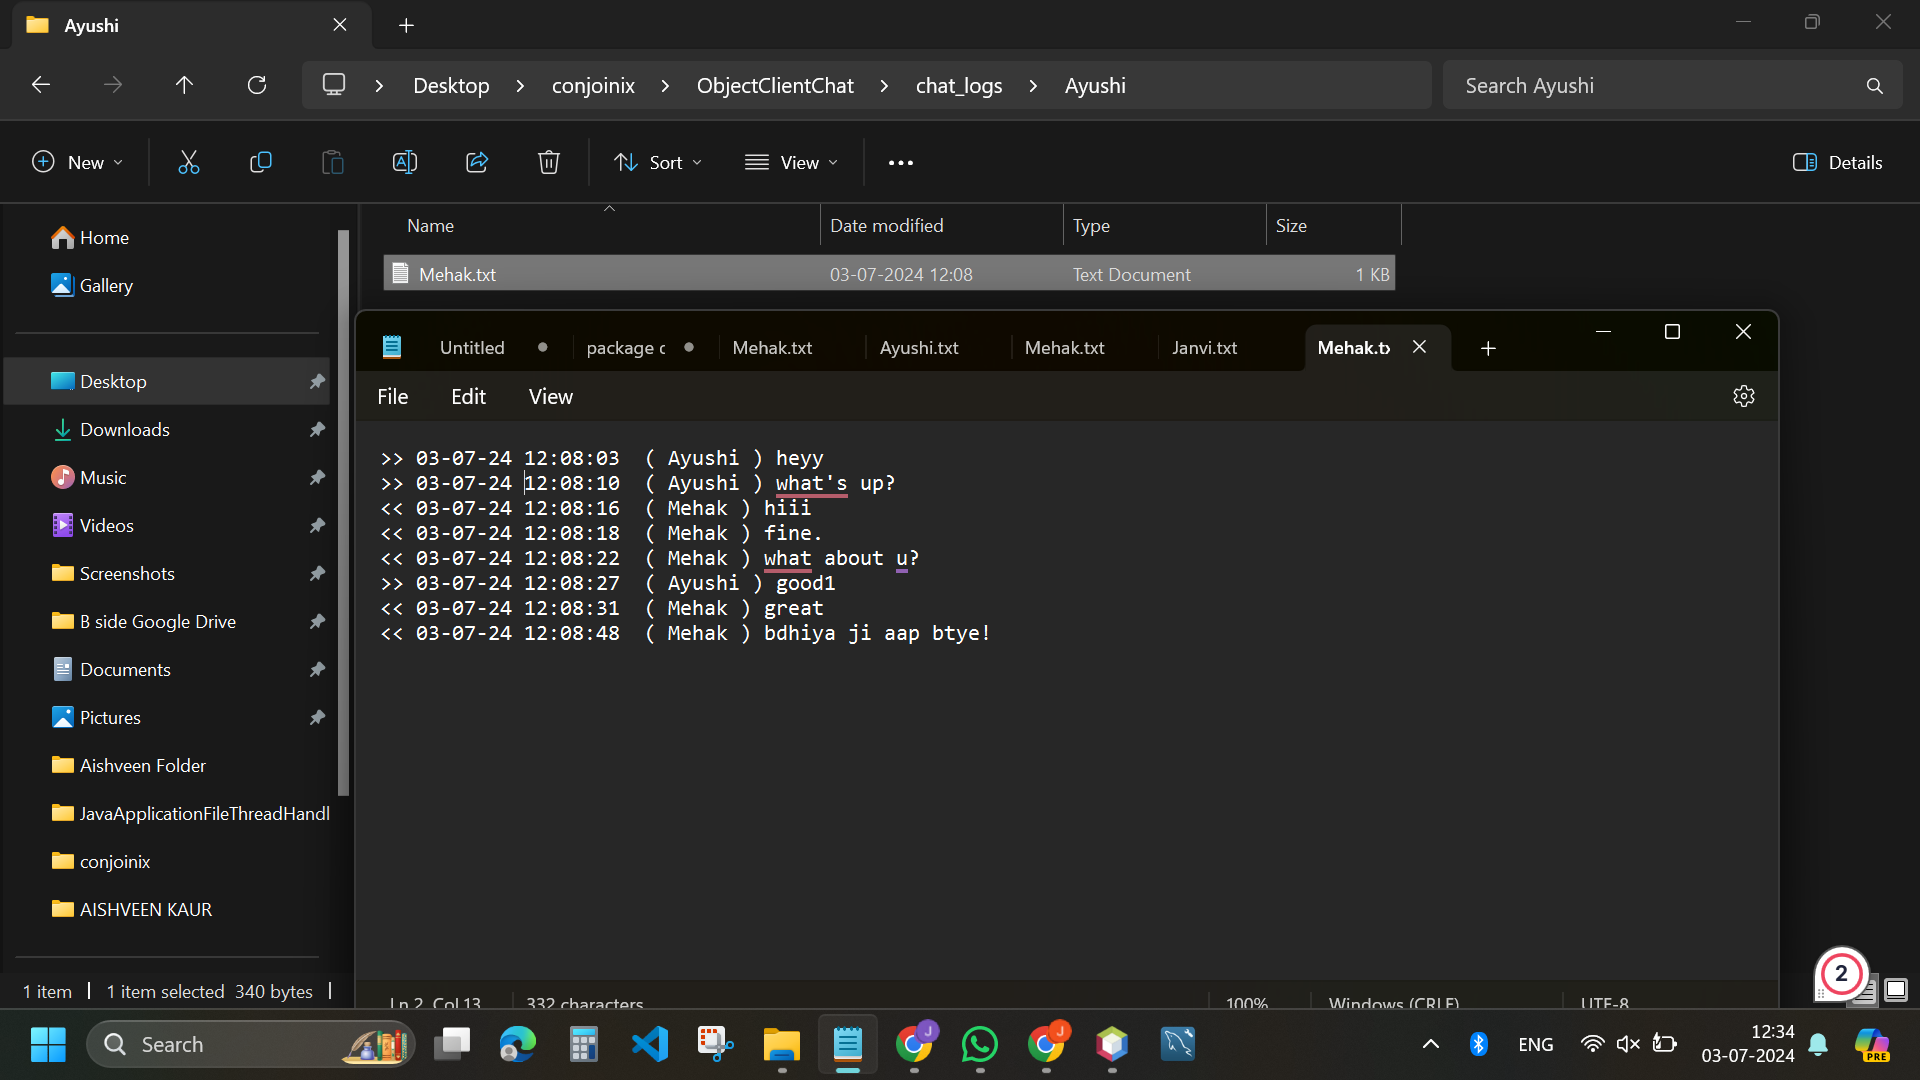 Ayushi
Desktop > conjoinix > ObjectClientChat > chat_logs > Ayushi
Search Ayushi
New
Sort
View
Details
Name Date modified Type Size
Mehak.txt 03-07-2024 12:08 Text Document 1 KB
Home
Gallery
Desktop
Downloads
Music
Videos
Screenshots
B side Google Drive
Documents
Pictures
Aishveen Folder
JavaApplicationFileThreadHandl
conjoinix
AISHVEEN KAUR
1 item 1 item selected 340 bytes
Untitled package c Mehak.txt Ayushi.txt Mehak.txt Janvi.txt Mehak.tx
File Edit View
>> 03-07-24 12:08:03  ( Ayushi ) heyy
>> 03-07-24 12:08:10  ( Ayushi ) what's up?
<< 03-07-24 12:08:16  ( Mehak ) hiii
<< 03-07-24 12:08:18  ( Mehak ) fine.
<< 03-07-24 12:08:22  ( Mehak ) what about u?
>> 03-07-24 12:08:27  ( Ayushi ) good1
<< 03-07-24 12:08:31  ( Mehak ) great
<< 03-07-24 12:08:48  ( Mehak ) bdhiya ji aap btye!
Ln 2, Col 13 332 characters 100% Windows (CRLF) UTF-8
2
Search
J
J
ENG
12:34
03-07-2024
PRE